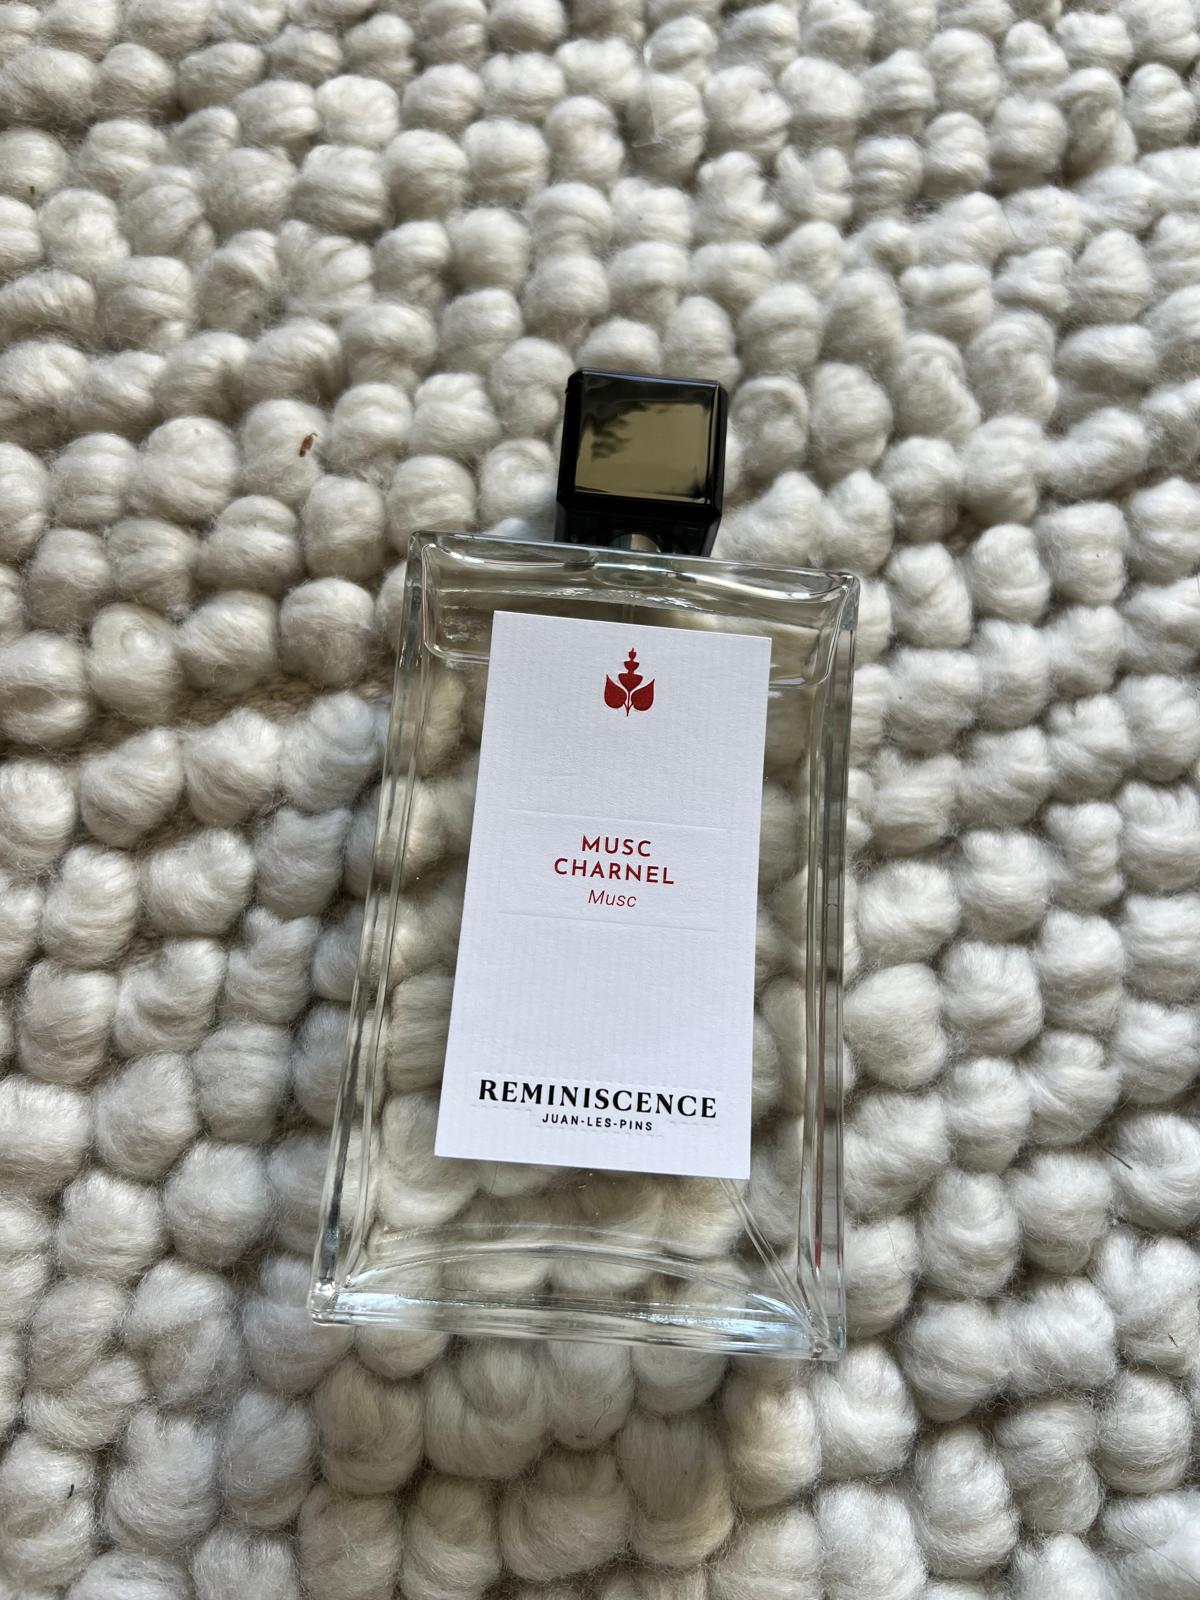 MUSC
CHARNEL
Musc
REMINISCENCE
JUAN-LES-PINS